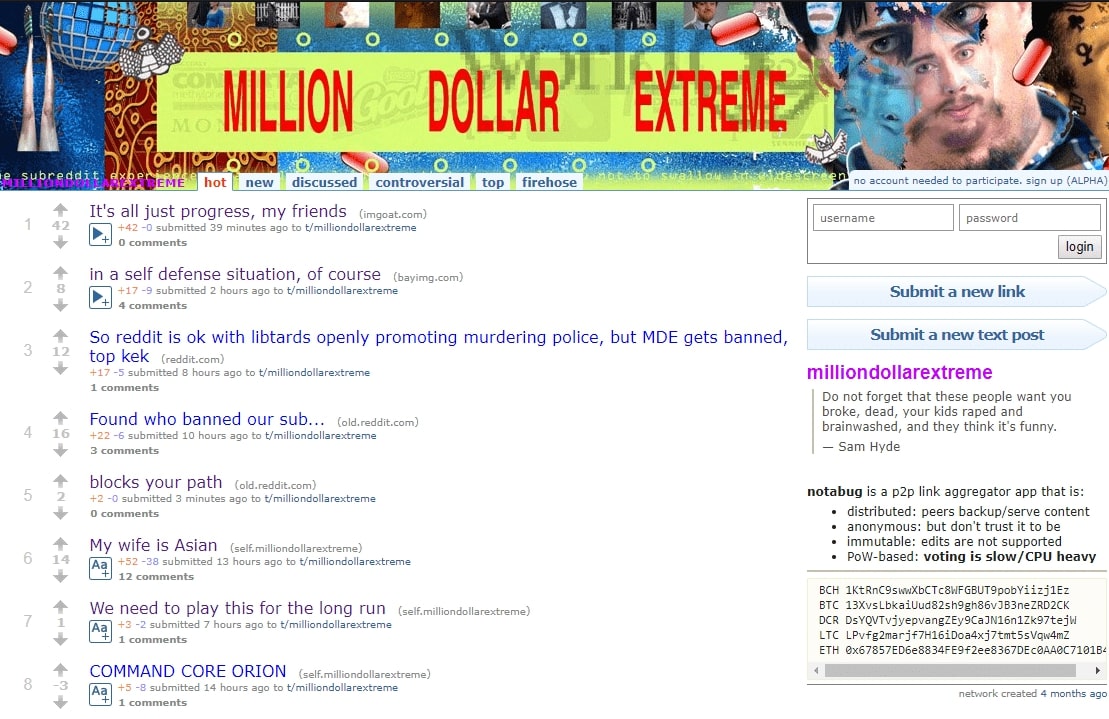 MILLION DOLLAR EXTREME
MILLIONDOLLAREXTREME hot new discussed controversial top firehose
no account needed to participate. sign up (ALPHA)
1
42
It's all just progress, my friends (imgoat.com)
+42 -0 submitted 39 minutes ago to t/milliondollarextreme
0 comments
2
8
in a self defense situation, of course (bayimg.com)
+17 -9 submitted 2 hours ago to t/milliondollarextreme
4 comments
3
12
So reddit is ok with libtards openly promoting murdering police, but MDE gets banned,
top kek (reddit.com)
+17 -5 submitted 8 hours ago to t/milliondollarextreme
1 comments
4
16
Found who banned our sub... (old.reddit.com)
+22 -6 submitted 10 hours ago to t/milliondollarextreme
3 comments
5
2
blocks your path (old.reddit.com)
+2 -0 submitted 3 minutes ago to t/milliondollarextreme
0 comments
6
14
My wife is Asian (self.milliondollarextreme)
Aa
+52 -38 submitted 13 hours ago to t/milliondollarextreme
12 comments
7
1
We need to play this for the long run (self.milliondollarextreme)
Aa
+3 -2 submitted 7 hours ago to t/milliondollarextreme
1 comments
8
-3
COMMAND CORE ORION (self.milliondollarextreme)
Aa
+5 -8 submitted 14 hours ago to t/milliondollarextreme
1 comments
username password
login
Submit a new link
Submit a new text post
milliondollarextreme
Do not forget that these people want you
broke, dead, your kids raped and
brainwashed, and they think it's funny.
— Sam Hyde
notabug is a p2p link aggregator app that is:
• distributed: peers backup/serve content
• anonymous: but don't trust it to be
• immutable: edits are not supported
• PoW-based: voting is slow/CPU heavy
BCH 1KtRnC9swwXbCTc8WFGBUT9pobYiizj1Ez
BTC 13XvsLbkaiUud82sh9gh86vJB3neZRD2CK
DCR DsYQVTvjyepvangZEy9CaJN16n1Zk97tejW
LTC LPvfg2marjf7H16iDoa4xj7tmt5sVqw4mZ
ETH 0x67857ED6e8834FE9f2ee8367DEc0AA0C7101B4
network created 4 months ago